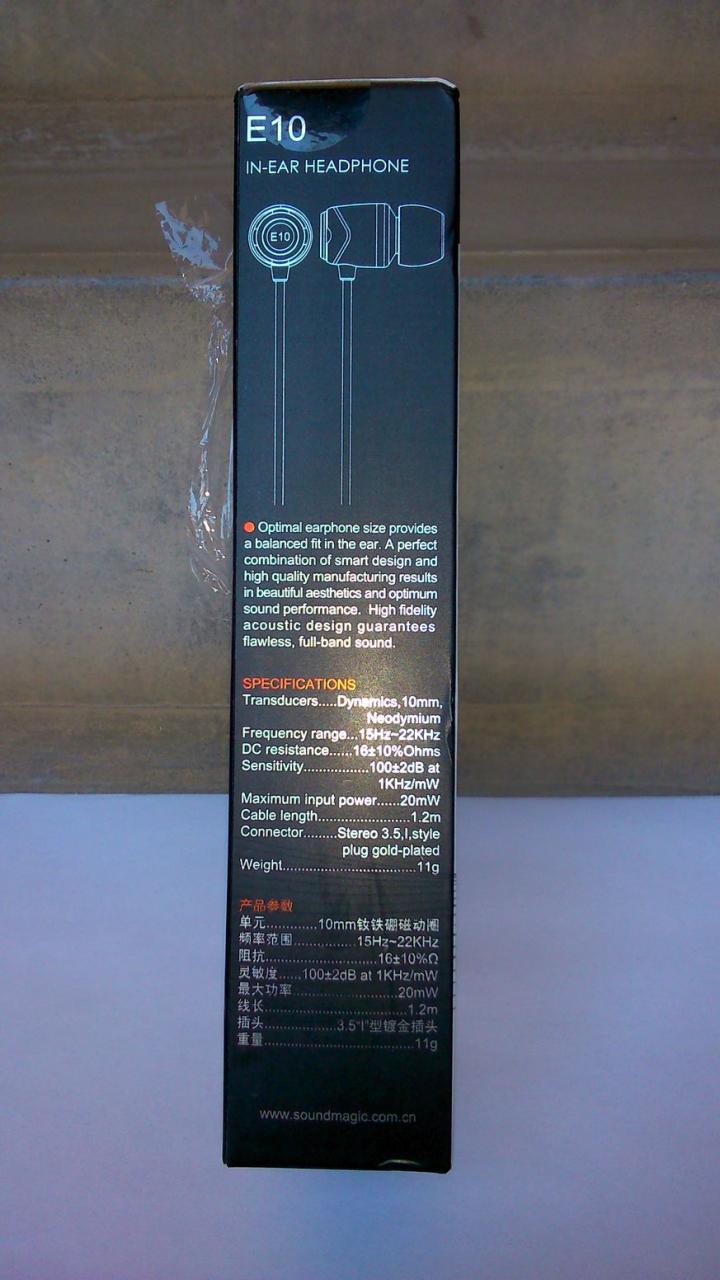 E10
IN-EAR HEADPHONE
E10
● Optimal earphone size provides
a balanced fit in the ear. A perfect
combination of smart design and
high quality manufacturing results
in beautiful aesthetics and optimum
sound performance. High fidelity
acoustic design guarantees
flawless, full-band sound.
SPECIFICATIONS
Transducers.....Dynamics,10mm,
Neodymium
Frequency range...15Hz~22KHz
DC resistance......16±10%Ohms
Sensitivity.................100±2dB at
1KHz/mW
Maximum input power......20mW
Cable length........................1.2m
Connector.........Stereo 3.5,I,style
plug gold-plated
Weight..................................11g
产品参数
单元.............10mm钕铁硼磁动圈
频率范围................15Hz~22KHz
阻抗.............................16±10%Ω
灵敏度......100±2dB at 1KHz/mW
最大功率...........................20mW
线长.....................................1.2m
插头...................3.5"I"型镀金插头
重量.......................................11g
www.soundmagic.com.cn